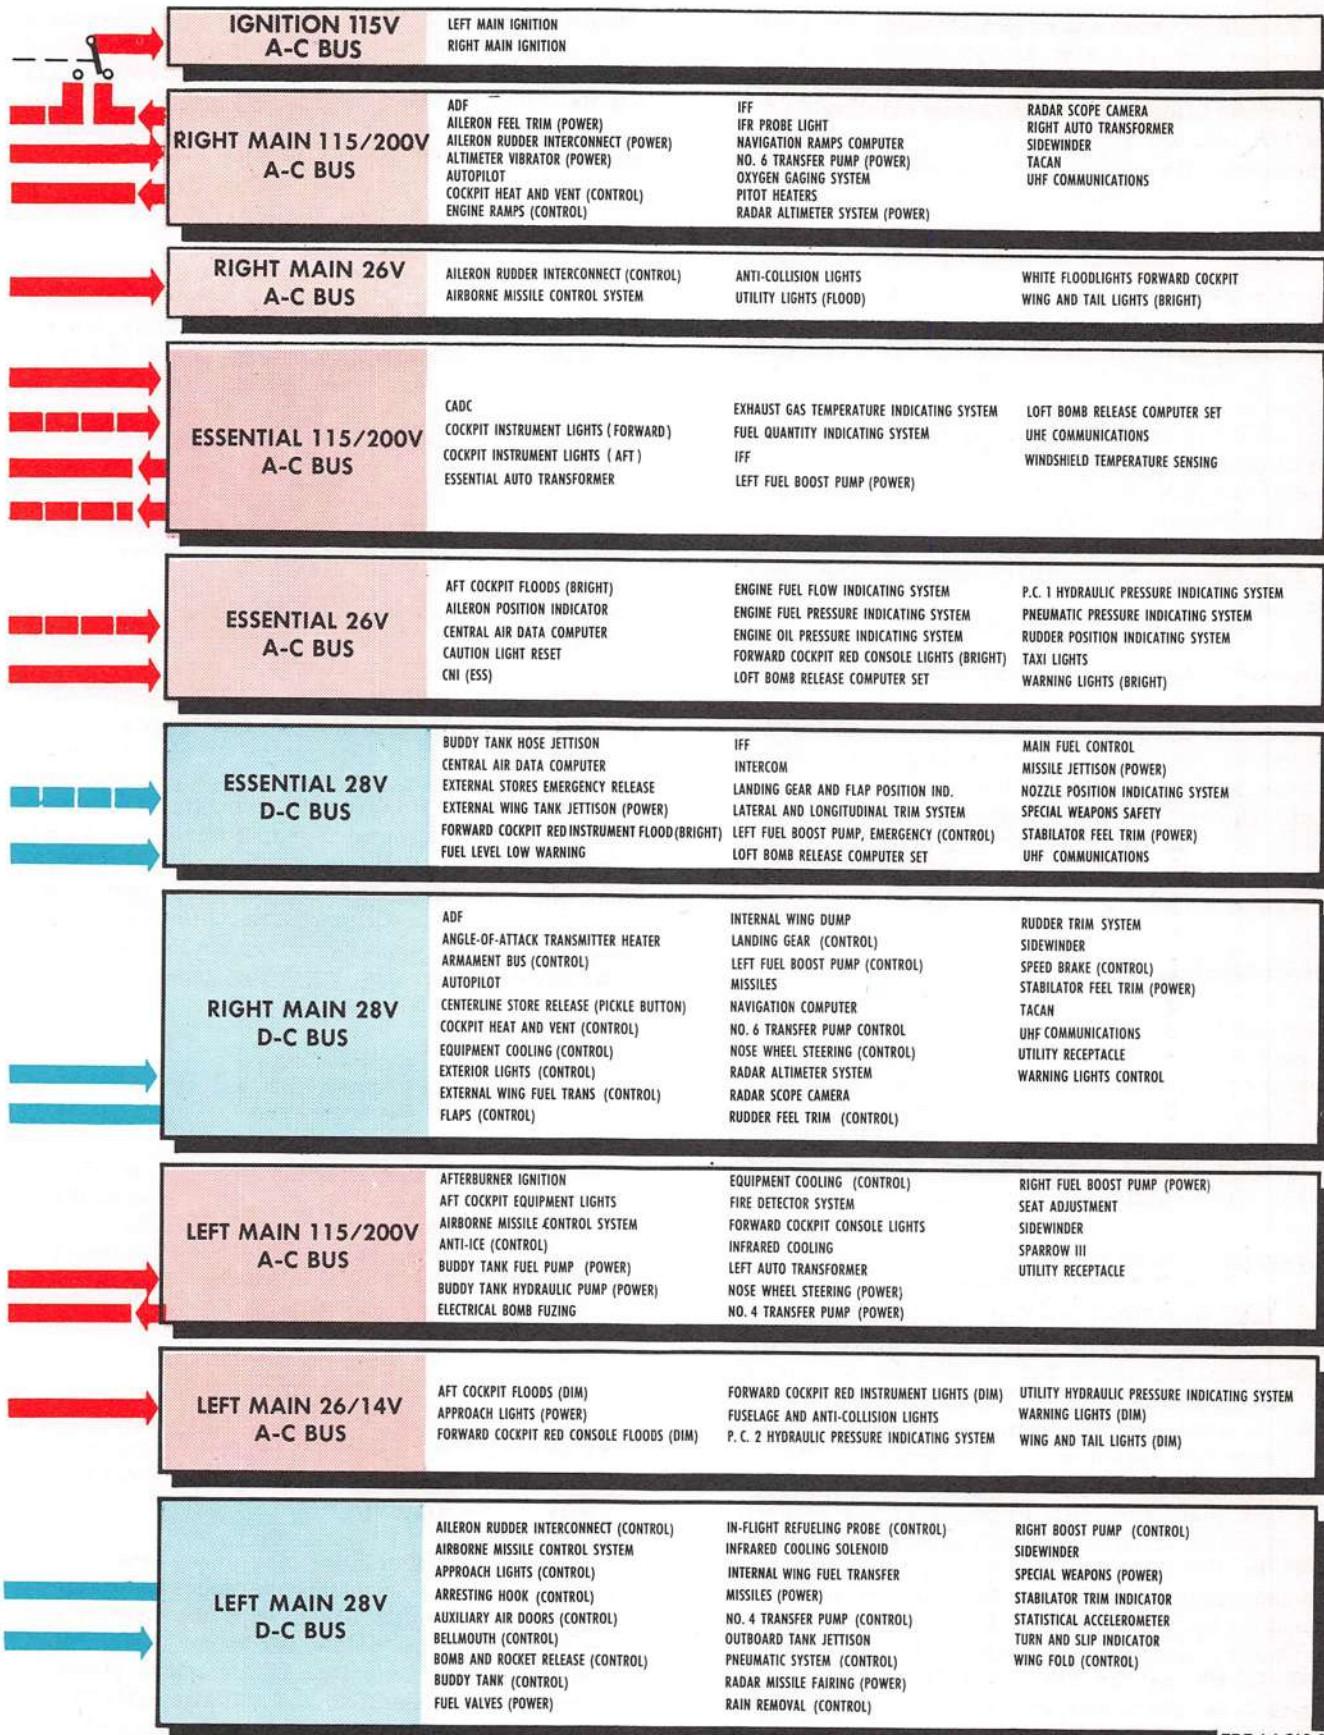 IGNITION 115V
A-C BUS
LEFT MAIN IGNITION
RIGHT MAIN IGNITION
RIGHT MAIN 115/200V
A-C BUS
ADF
AILERON FEEL TRIM (POWER)
AILERON RUDDER INTERCONNECT (POWER)
ALTIMETER VIBRATOR (POWER)
AUTOPILOT
COCKPIT HEAT AND VENT (CONTROL)
ENGINE RAMPS (CONTROL)
IFF
IFR PROBE LIGHT
NAVIGATION RAMPS COMPUTER
NO. 6 TRANSFER PUMP (POWER)
OXYGEN GAGING SYSTEM
PITOT HEATERS
RADAR ALTIMETER SYSTEM (POWER)
RADAR SCOPE CAMERA
RIGHT AUTO TRANSFORMER
SIDEWINDER
TACAN
UHF COMMUNICATIONS
RIGHT MAIN 26V
A-C BUS
AILERON RUDDER INTERCONNECT (CONTROL)
AIRBORNE MISSILE CONTROL SYSTEM
ANTI-COLLISION LIGHTS
UTILITY LIGHTS (FLOOD)
WHITE FLOODLIGHTS FORWARD COCKPIT
WING AND TAIL LIGHTS (BRIGHT)
ESSENTIAL 115/200V
A-C BUS
CADC
COCKPIT INSTRUMENT LIGHTS (FORWARD)
COCKPIT INSTRUMENT LIGHTS (AFT)
ESSENTIAL AUTO TRANSFORMER
EXHAUST GAS TEMPERATURE INDICATING SYSTEM
FUEL QUANTITY INDICATING SYSTEM
IFF
LEFT FUEL BOOST PUMP (POWER)
LOFT BOMB RELEASE COMPUTER SET
UHF COMMUNICATIONS
WINDSHIELD TEMPERATURE SENSING
ESSENTIAL 26V
A-C BUS
AFT COCKPIT FLOODS (BRIGHT)
AILERON POSITION INDICATOR
CENTRAL AIR DATA COMPUTER
CAUTION LIGHT RESET
CNI (ESS)
ENGINE FUEL FLOW INDICATING SYSTEM
ENGINE FUEL PRESSURE INDICATING SYSTEM
ENGINE OIL PRESSURE INDICATING SYSTEM
FORWARD COCKPIT RED CONSOLE LIGHTS (BRIGHT)
LOFT BOMB RELEASE COMPUTER SET
P.C. 1 HYDRAULIC PRESSURE INDICATING SYSTEM
PNEUMATIC PRESSURE INDICATING SYSTEM
RUDDER POSITION INDICATING SYSTEM
TAXI LIGHTS
WARNING LIGHTS (BRIGHT)
ESSENTIAL 28V
D-C BUS
BUDDY TANK HOSE JETTISON
CENTRAL AIR DATA COMPUTER
EXTERNAL STORES EMERGENCY RELEASE
EXTERNAL WING TANK JETTISON (POWER)
FORWARD COCKPIT RED INSTRUMENT FLOOD (BRIGHT)
FUEL LEVEL LOW WARNING
IFF
INTERCOM
LANDING GEAR AND FLAP POSITION IND.
LATERAL AND LONGITUDINAL TRIM SYSTEM
LEFT FUEL BOOST PUMP, EMERGENCY (CONTROL)
LOFT BOMB RELEASE COMPUTER SET
MAIN FUEL CONTROL
MISSILE JETTISON (POWER)
NOZZLE POSITION INDICATING SYSTEM
SPECIAL WEAPONS SAFETY
STABILATOR FEEL TRIM (POWER)
UHF COMMUNICATIONS
RIGHT MAIN 28V
D-C BUS
ADF
ANGLE-OF-ATTACK TRANSMITTER HEATER
ARMAMENT BUS (CONTROL)
AUTOPILOT
CENTERLINE STORE RELEASE (PICKLE BUTTON)
COCKPIT HEAT AND VENT (CONTROL)
EQUIPMENT COOLING (CONTROL)
EXTERIOR LIGHTS (CONTROL)
EXTERNAL WING FUEL TRANS (CONTROL)
FLAPS (CONTROL)
INTERNAL WING DUMP
LANDING GEAR (CONTROL)
LEFT FUEL BOOST PUMP (CONTROL)
MISSILES
NAVIGATION COMPUTER
NO. 6 TRANSFER PUMP CONTROL
NOSE WHEEL STEERING (CONTROL)
RADAR ALTIMETER SYSTEM
RADAR SCOPE CAMERA
RUDDER FEEL TRIM (CONTROL)
RUDDER TRIM SYSTEM
SIDEWINDER
SPEED BRAKE (CONTROL)
STABILATOR FEEL TRIM (POWER)
TACAN
UHF COMMUNICATIONS
UTILITY RECEPTACLE
WARNING LIGHTS CONTROL
LEFT MAIN 115/200V
A-C BUS
AFTERBURNER IGNITION
AFT COCKPIT EQUIPMENT LIGHTS
AIRBORNE MISSILE CONTROL SYSTEM
ANTI-ICE (CONTROL)
BUDDY TANK FUEL PUMP (POWER)
BUDDY TANK HYDRAULIC PUMP (POWER)
ELECTRICAL BOMB FUZING
EQUIPMENT COOLING (CONTROL)
FIRE DETECTOR SYSTEM
FORWARD COCKPIT CONSOLE LIGHTS
INFRARED COOLING
LEFT AUTO TRANSFORMER
NOSE WHEEL STEERING (POWER)
NO. 4 TRANSFER PUMP (POWER)
RIGHT FUEL BOOST PUMP (POWER)
SEAT ADJUSTMENT
SIDEWINDER
SPARROW III
UTILITY RECEPTACLE
LEFT MAIN 26/14V
A-C BUS
AFT COCKPIT FLOODS (DIM)
APPROACH LIGHTS (POWER)
FORWARD COCKPIT RED CONSOLE FLOODS (DIM)
FORWARD COCKPIT RED INSTRUMENT LIGHTS (DIM)
FUSELAGE AND ANTI-COLLISION LIGHTS
P. C. 2 HYDRAULIC PRESSURE INDICATING SYSTEM
UTILITY HYDRAULIC PRESSURE INDICATING SYSTEM
WARNING LIGHTS (DIM)
WING AND TAIL LIGHTS (DIM)
LEFT MAIN 28V
D-C BUS
AILERON RUDDER INTERCONNECT (CONTROL)
AIRBORNE MISSILE CONTROL SYSTEM
APPROACH LIGHTS (CONTROL)
ARRESTING HOOK (CONTROL)
AUXILIARY AIR DOORS (CONTROL)
BELLMOUTH (CONTROL)
BOMB AND ROCKET RELEASE (CONTROL)
BUDDY TANK (CONTROL)
FUEL VALVES (POWER)
IN-FLIGHT REFUELING PROBE (CONTROL)
INFRARED COOLING SOLENOID
INTERNAL WING FUEL TRANSFER
MISSILES (POWER)
NO. 4 TRANSFER PUMP (CONTROL)
OUTBOARD TANK JETTISON
PNEUMATIC SYSTEM (CONTROL)
RADAR MISSILE FAIRING (POWER)
RAIN REMOVAL (CONTROL)
RIGHT BOOST PUMP (CONTROL)
SIDEWINDER
SPECIAL WEAPONS (POWER)
STABILATOR TRIM INDICATOR
STATISTICAL ACCELEROMETER
TURN AND SLIP INDICATOR
WING FOLD (CONTROL)